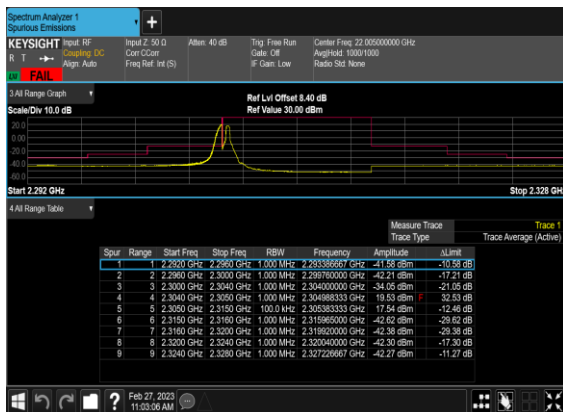 Spectrum Analyzer 1
Spurious Emissions
+
KEYSIGHT Input: RF Input Z: 50 Ω Atten: 40 dB Trig: Free Run Center Freq: 22.005000000 GHz
R T Coupling: DC Corr CCorr Gate: Off Avg|Hold: 1000/1000
Align: Auto Freq Ref: Int (S) IF Gain: Low Radio Std: None
LXI FAIL
3 All Range Graph Ref Lvl Offset 8.40 dB
Scale/Div 10.0 dB Ref Value 30.00 dBm
20.0
0.00
-20.0
-40.0
-60.0
Start 2.292 GHz Stop 2.328 GHz
4 All Range Table
Measure Trace Trace 1
Trace Type Trace Average (Active)
Spur Range Start Freq Stop Freq RBW Frequency Amplitude ΔLimit
1 1 2.2920 GHz 2.2960 GHz 1.000 MHz 2.293386667 GHz -41.58 dBm -10.58 dB
2 2 2.2960 GHz 2.3000 GHz 1.000 MHz 2.299760000 GHz -42.21 dBm -17.21 dB
3 3 2.3000 GHz 2.3040 GHz 1.000 MHz 2.304000000 GHz -34.05 dBm -21.05 dB
4 4 2.3040 GHz 2.3050 GHz 1.000 MHz 2.304988333 GHz 19.53 dBm F 32.53 dB
5 5 2.3050 GHz 2.3150 GHz 100.0 kHz 2.305383333 GHz 17.54 dBm -12.46 dB
6 6 2.3150 GHz 2.3160 GHz 1.000 MHz 2.315965000 GHz -42.62 dBm -29.62 dB
7 7 2.3160 GHz 2.3200 GHz 1.000 MHz 2.319920000 GHz -42.38 dBm -29.38 dB
8 8 2.3200 GHz 2.3240 GHz 1.000 MHz 2.320040000 GHz -42.30 dBm -17.30 dB
9 9 2.3240 GHz 2.3280 GHz 1.000 MHz 2.327226667 GHz -42.27 dBm -11.27 dB
? Feb 27, 2023
11:03:06 AM